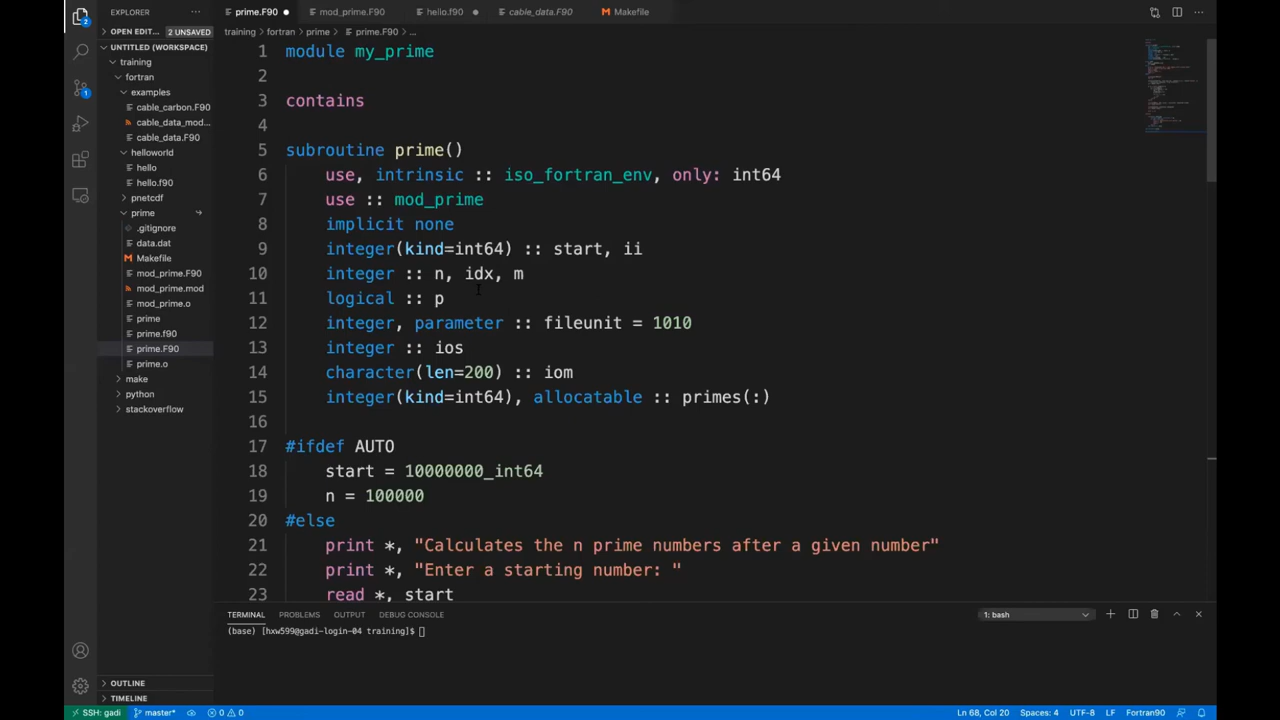 EXPLORER
prime.F90
mod_prime.F90
hello.f90
cable_data.F90
Makefile
OPEN EDIT... 2 UNSAVED
training > fortran > prime > prime.F90 > ...
UNTITLED (WORKSPACE)
training
fortran
examples
cable_carbon.F90
cable_data_mod...
cable_data.F90
helloworld
hello
hello.f90
pnetcdf
prime
.gitignore
data.dat
Makefile
mod_prime.F90
mod_prime.mod
mod_prime.o
prime
prime.f90
prime.F90
prime.o
make
python
stackoverflow
OUTLINE
TIMELINE
2
1
1 module my_prime
2
3 contains
4
5 subroutine prime()
6 use, intrinsic :: iso_fortran_env, only: int64
7 use :: mod_prime
8 implicit none
9 integer(kind=int64) :: start, ii
10 integer :: n, idx, m
11 logical :: p
12 integer, parameter :: fileunit = 1010
13 integer :: ios
14 character(len=200) :: iom
15 integer(kind=int64), allocatable :: primes(:)
16
17 #ifdef AUTO
18 start = 10000000_int64
19 n = 100000
20 #else
21 print *, "Calculates the n prime numbers after a given number"
22 print *, "Enter a starting number: "
23 read *, start
TERMINAL PROBLEMS OUTPUT DEBUG CONSOLE 1: bash
(base) [hxw599@gadi-login-04 training]$
SSH: gadi master* 0 0 Ln 68, Col 20 Spaces: 4 UTF-8 LF Fortran90